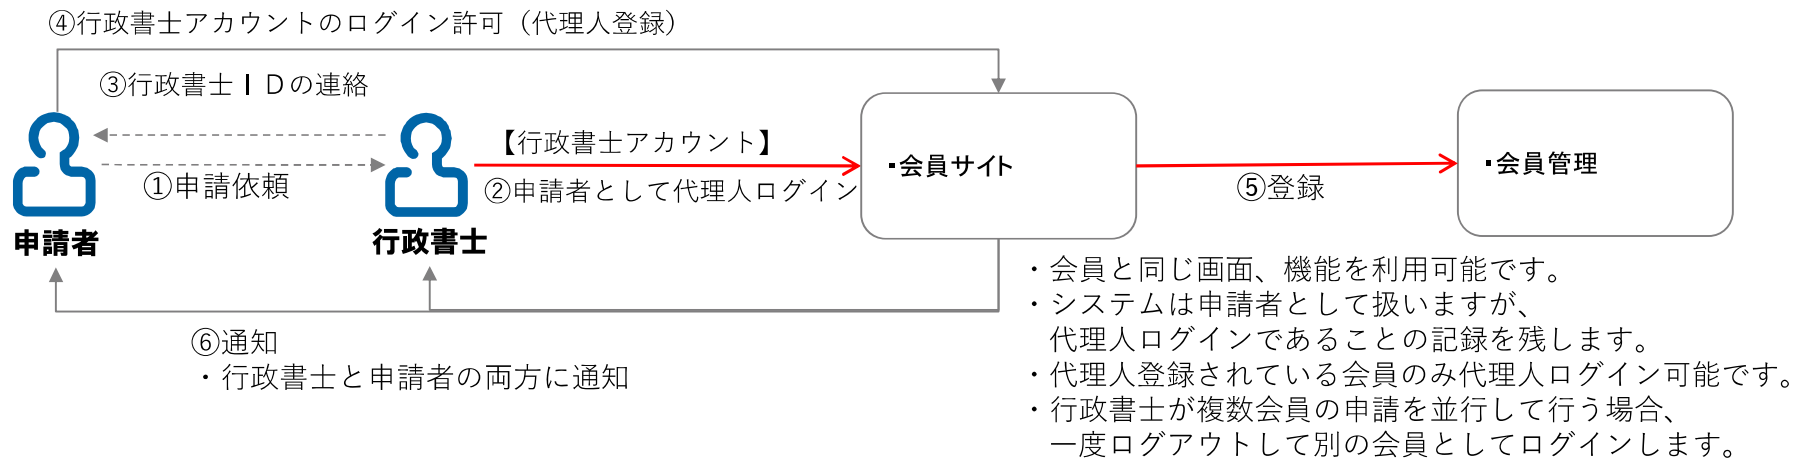 ④行政書士アカウントのログイン許可（代理人登録）
③行政書士ＩＤの連絡
【行政書士アカウント】
①申請依頼
②申請者として代理人ログイン
・会員サイト
⑤登録
・会員管理
申請者
行政書士
⑥通知
・行政書士と申請者の両方に通知
・会員と同じ画面、機能を利用可能です。
・システムは申請者として扱いますが、
代理人ログインであることの記録を残します。
・代理人登録されている会員のみ代理人ログイン可能です。
・行政書士が複数会員の申請を並行して行う場合、
一度ログアウトして別の会員としてログインします。